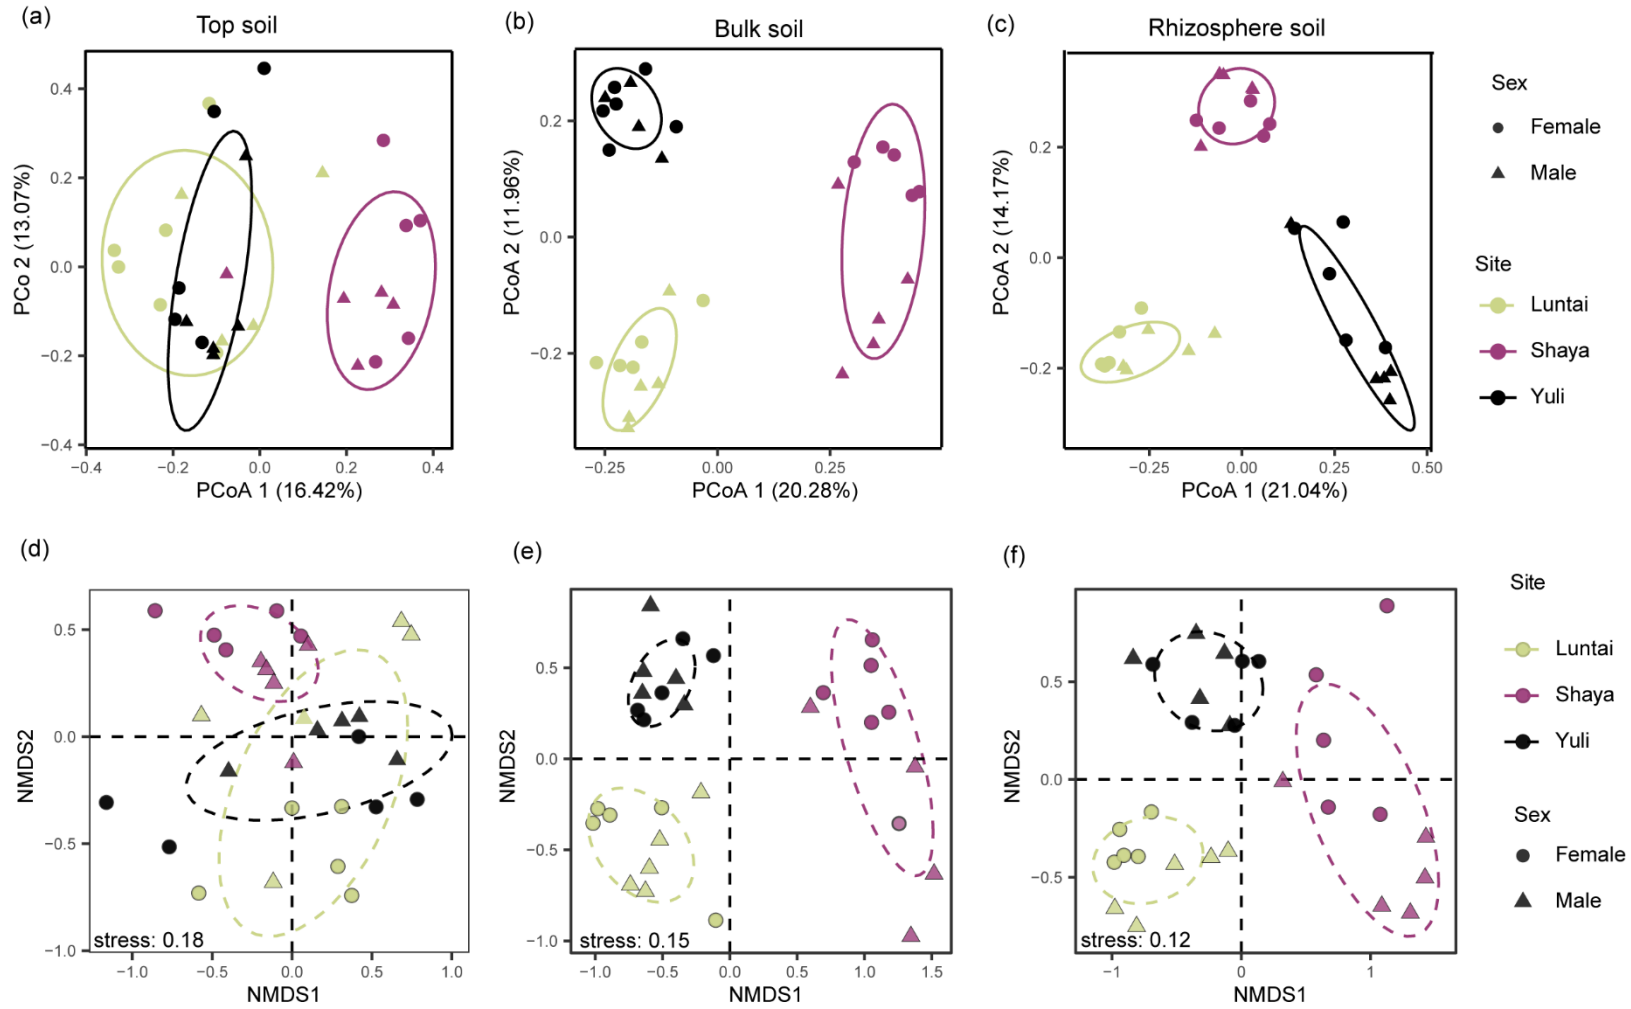 (a)
Top soil
PCo 2 (13.07%)
0.4
0.2
0.0
−0.2
−0.4
−0.4
−0.2
0.0
0.2
0.4
PCoA 1 (16.42%)
(b)
Bulk soil
PCoA 2 (11.96%)
0.2
0.0
−0.2
−0.25
0.00
0.25
PCoA 1 (20.28%)
(c)
Rhizosphere soil
PCoA 2 (14.17%)
0.2
0.0
−0.2
−0.25
0.00
0.25
0.50
PCoA 1 (21.04%)
Sex
Female
Male
Site
Luntai
Shaya
Yuli
(d)
NMDS2
0.5
0.0
−0.5
−1.0
stress: 0.18
−1.0
−0.5
0.0
0.5
1.0
NMDS1
(e)
NMDS2
0.5
0.0
−0.5
−1.0
stress: 0.15
−1.0
−0.5
0.0
0.5
1.0
1.5
NMDS1
(f)
NMDS2
0.5
0.0
−0.5
stress: 0.12
−1
0
1
NMDS1
Site
Luntai
Shaya
Yuli
Sex
Female
Male